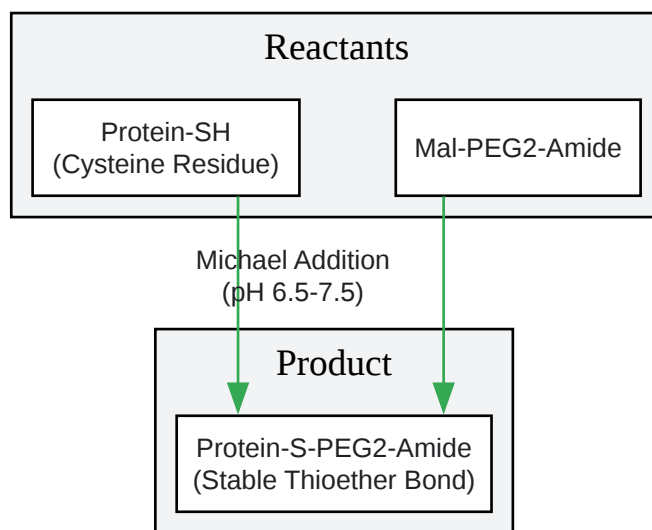 Reactants
Protein-SH
(Cysteine Residue)
Mal-PEG2-Amide
Michael Addition
(pH 6.5-7.5)
Product
Protein-S-PEG2-Amide
(Stable Thioether Bond)